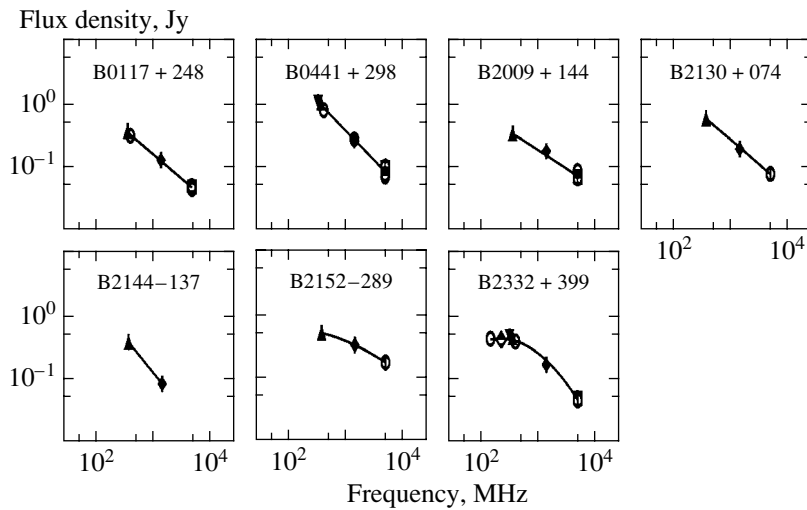 Flux density, Jy
B0117 + 248
B0441 + 298
B2009 + 144
B2130 + 074
10^0
10^-1
10^2 10^4
B2144–137
B2152–289
B2332 + 399
10^0
10^-1
10^2 10^4 10^2 10^4 10^2 10^4
Frequency, MHz